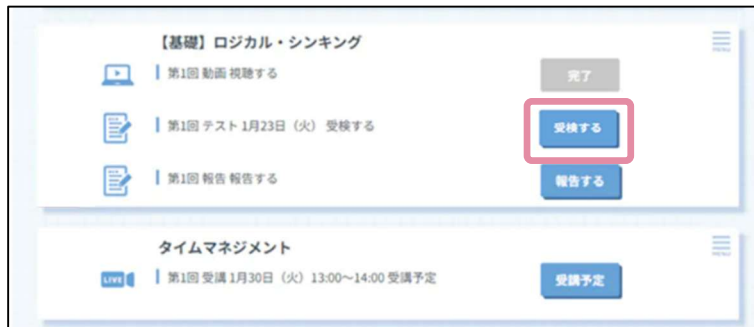 【基礎】ロジカル・シンキング
MENU
第1回 動画 視聴する
完了
第1回 テスト 1月23日（火） 受検する
受検する
第1回 報告 報告する
報告する
タイムマネジメント
MENU
LIVE
第1回 受講 1月30日（火）13:00～14:00 受講予定
受講予定